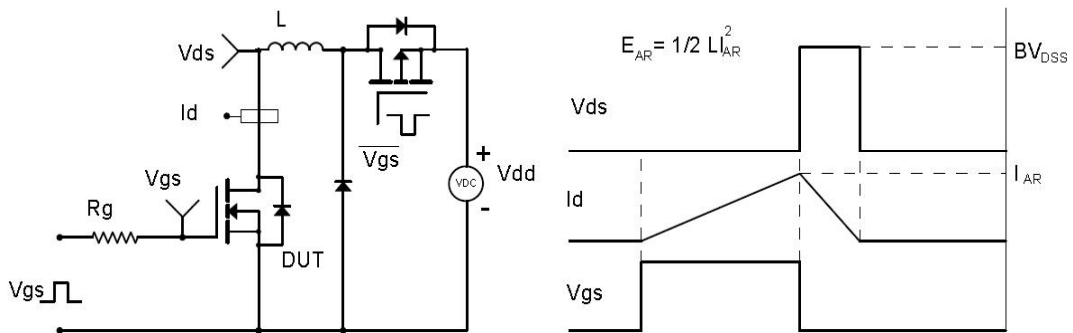 L
Vds
Id
Vgs
Vgs
+
VDC
Vdd
-
Rg
DUT
Vgs
E_AR = 1/2 LI_AR^2
BV_DSS
Vds
I_AR
Id
Vgs